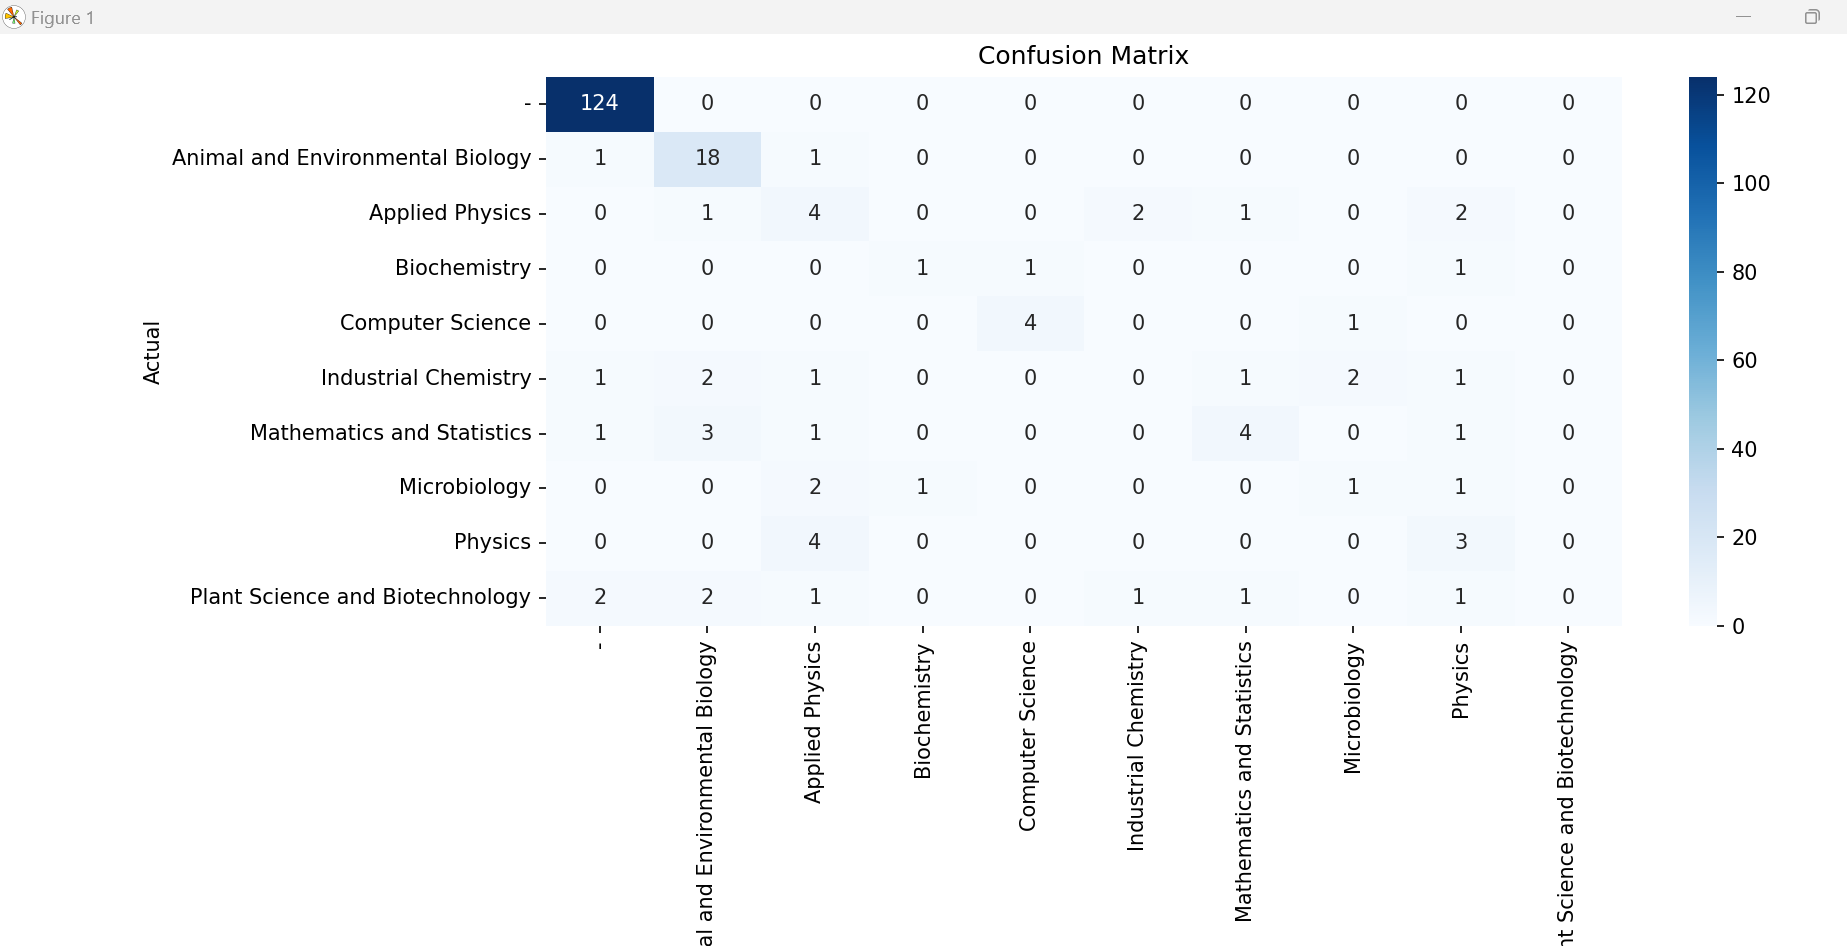 Figure 1
Confusion Matrix
- 124 0 0 0 0 0 0 0 0 0
Animal and Environmental Biology 1 18 1 0 0 0 0 0 0 0
Applied Physics 0 1 4 0 0 2 1 0 2 0
Biochemistry 0 0 0 1 1 0 0 0 1 0
Computer Science 0 0 0 0 4 0 0 1 0 0
Industrial Chemistry 1 2 1 0 0 0 1 2 1 0
Mathematics and Statistics 1 3 1 0 0 0 4 0 1 0
Microbiology 0 0 2 1 0 0 0 1 1 0
Physics 0 0 4 0 0 0 0 0 3 0
Plant Science and Biotechnology 2 2 1 0 0 1 1 0 1 0
Actual
-
al and Environmental Biology
Applied Physics
Biochemistry
Computer Science
Industrial Chemistry
Mathematics and Statistics
Microbiology
Physics
nt Science and Biotechnology
120
100
80
60
40
20
0